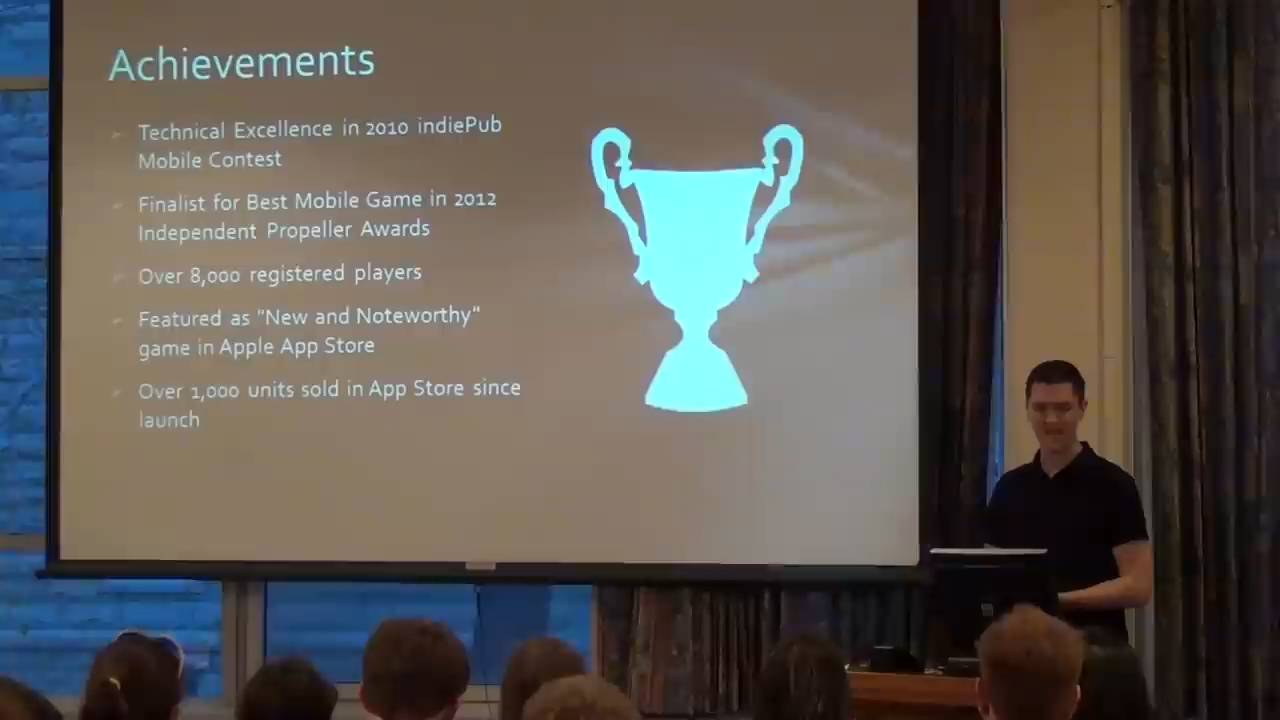 Achievements
Technical Excellence in 2010 indiePub
Mobile Contest
Finalist for Best Mobile Game in 2012
Independent Propeller Awards
Over 8,000 registered players
Featured as "New and Noteworthy"
game in Apple App Store
Over 1,000 units sold in App Store since
launch